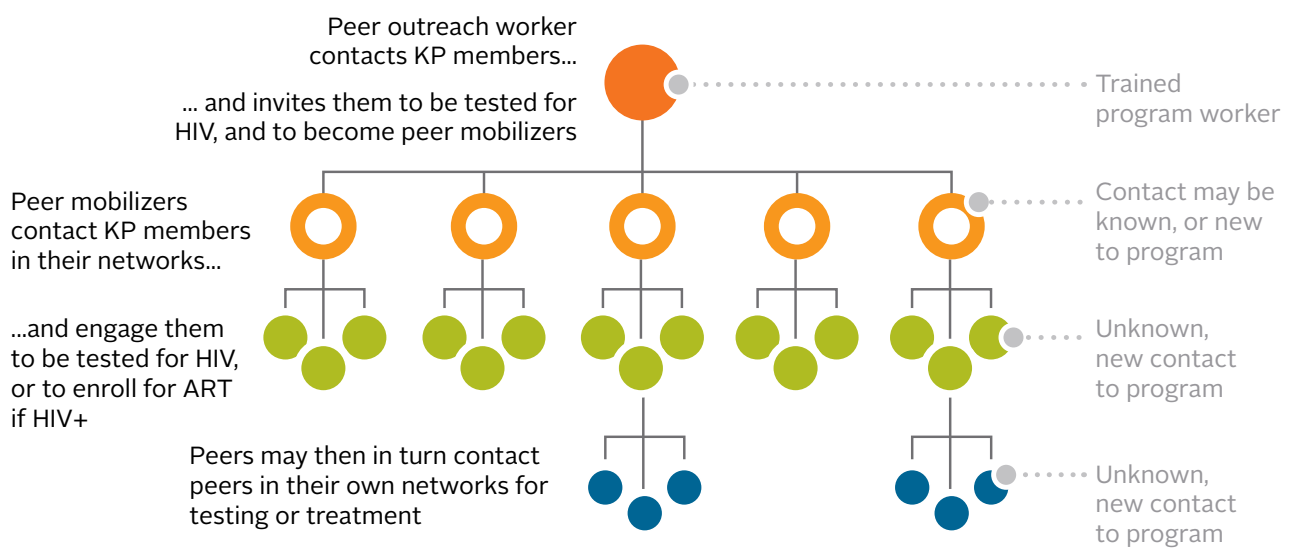 Peer outreach worker
contacts KP members...
... and invites them to be tested for
HIV, and to become peer mobilizers
Trained
program worker
Peer mobilizers
contact KP members
in their networks...
Contact may be
known, or new
to program
...and engage them
to be tested for HIV,
or to enroll for ART
if HIV+
Unknown,
new contact
to program
Peers may then in turn contact
peers in their own networks for
testing or treatment
Unknown,
new contact
to program